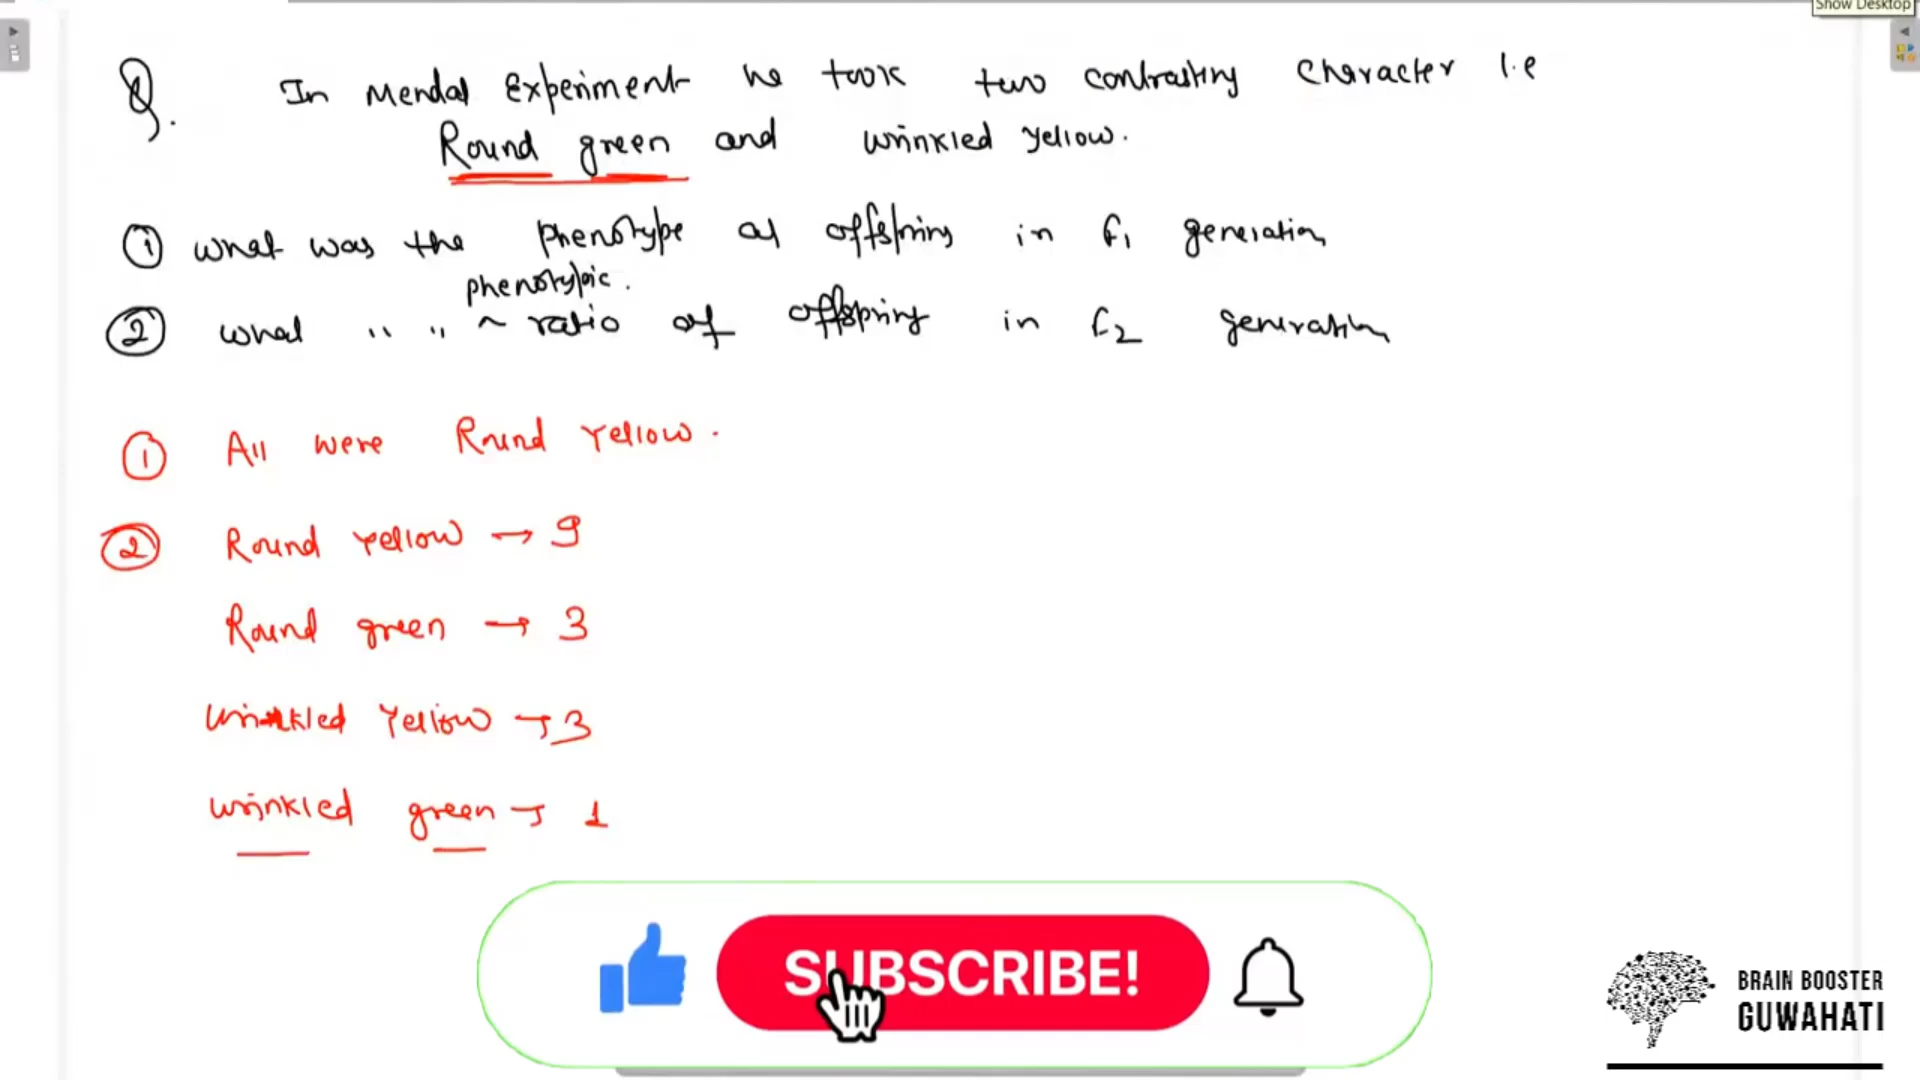 Show Desktop
Q. In Mendal Experiment he took two contrasting character i.e
Round green and wrinkled yellow.
① what was the phenotype of offspring in F₁ generation
phenotypic.
② what " " ~ ratio of offspring in F₂ generation
① All were Round Yellow.
② Round Yellow → 9
Round green → 3
wrinkled Yellow → 3
wrinkled green → 1
SUBSCRIBE!
BRAIN BOOSTER
GUWAHATI